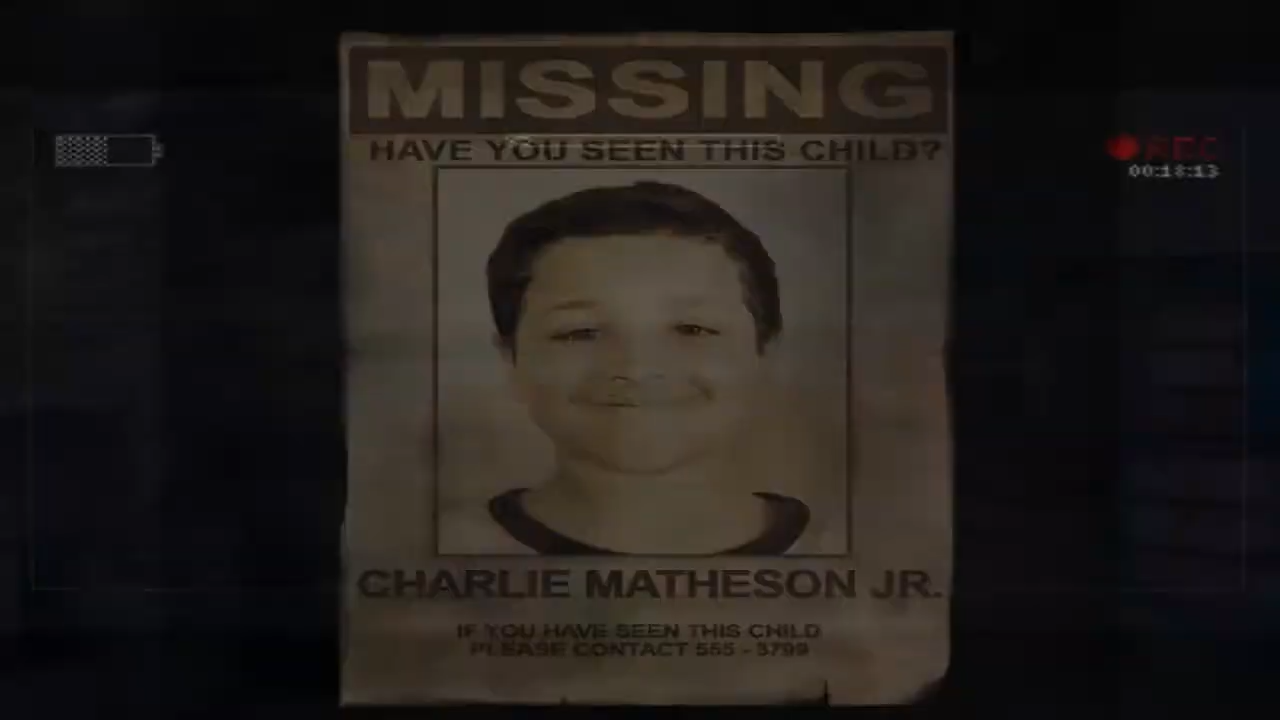 MISSING
HAVE YOU SEEN THIS CHILD?
REC
00:18:13
CHARLIE MATHESON JR.
IF YOU HAVE SEEN THIS CHILD
PLEASE CONTACT 555 - 3799